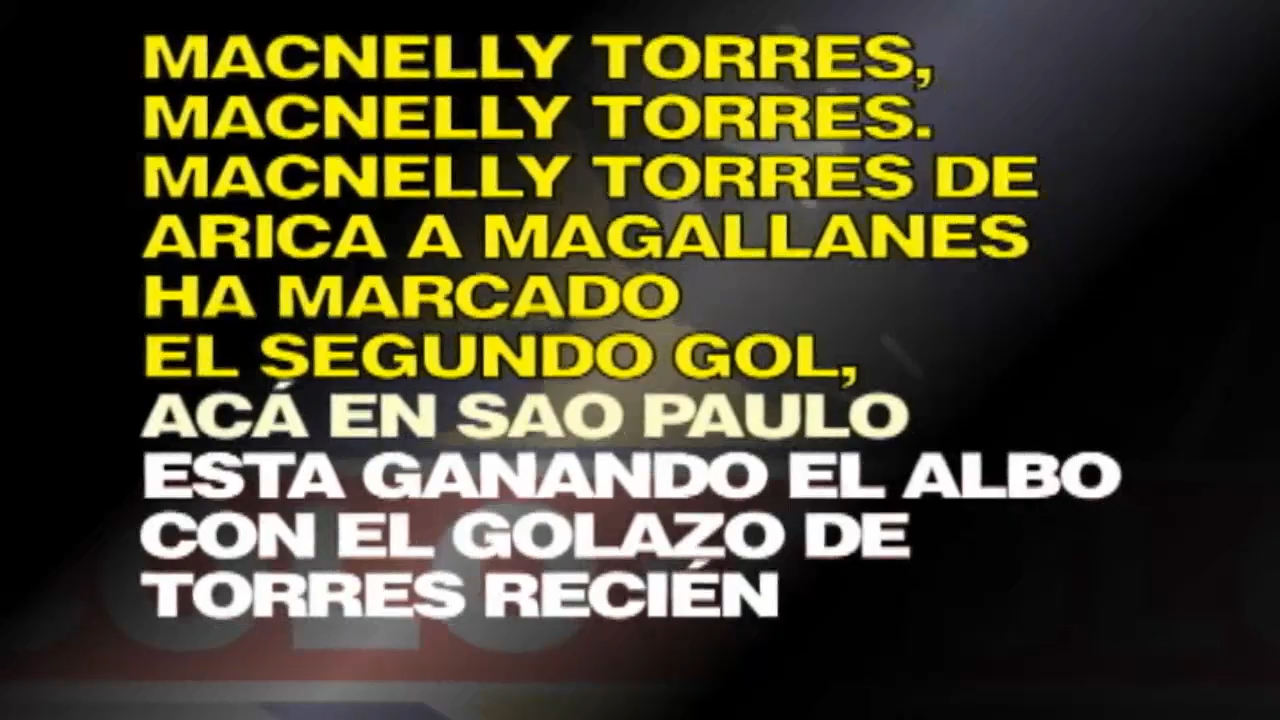 MACNELLY TORRES,
MACNELLY TORRES.
MACNELLY TORRES DE
ARICA A MAGALLANES
HA MARCADO
EL SEGUNDO GOL,
ACÁ EN SAO PAULO
ESTA GANANDO EL ALBO
CON EL GOLAZO DE
TORRES RECIÉN